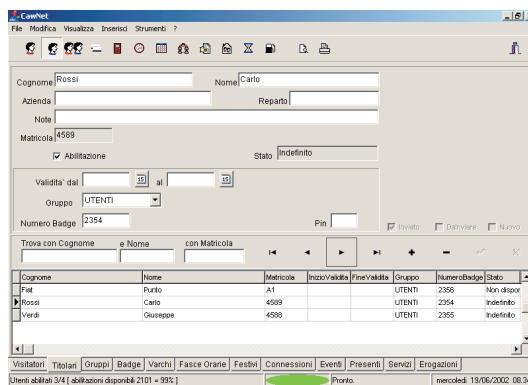 CawNet
File Modifica Visualizza Inserisci Strumenti ?
Cognome Rossi Nome Carlo
Azienda Reparto
Note
Matricola 4589
Abilitazione Stato Indefinito
Validita' dal 15 al 15
Gruppo UTENTI
Numero Badge 2354 Pin
Inviato DaInviare Nuovo
Trova con Cognome e Nome con Matricola
Cognome Nome Matricola InizioValidita FineValidita Gruppo NumeroBadge Stato
Fiat Punto A1 UTENTI 2356 Non dispor
Rossi Carlo 4589 UTENTI 2354 Indefinito
Verdi Giuseppe 4588 UTENTI 2355 Indefinito
Visitatori Titolari Gruppi Badge Varchi Fasce Orarie Festivi Connessioni Eventi Presenti Servizi Erogazioni
Utenti abilitati 3/4 [ abilitazioni disponibili 2101 = 99% ] Pronto. mercoledì 19/06/2002 08.3